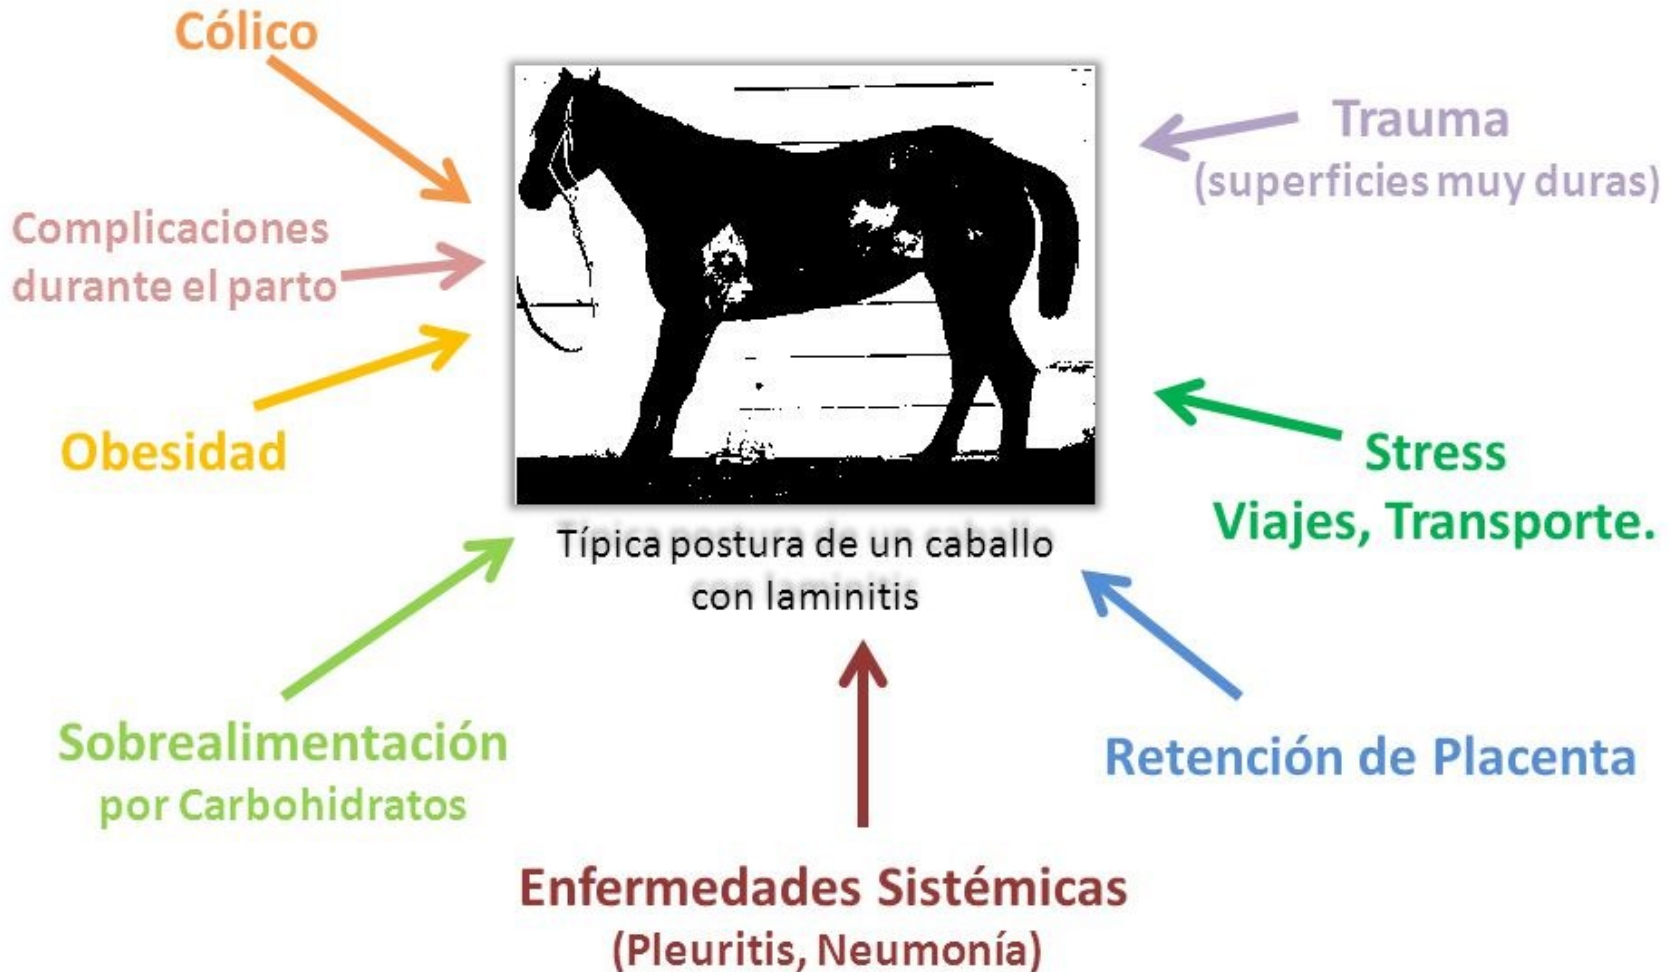 Cólico
Complicaciones
durante el parto
Obesidad
Sobrealimentación
por Carbohidratos
Típica postura de un caballo
con laminitis
Enfermedades Sistémicas
(Pleuritis, Neumonía)
Trauma
(superficies muy duras)
Stress
Viajes, Transporte.
Retención de Placenta